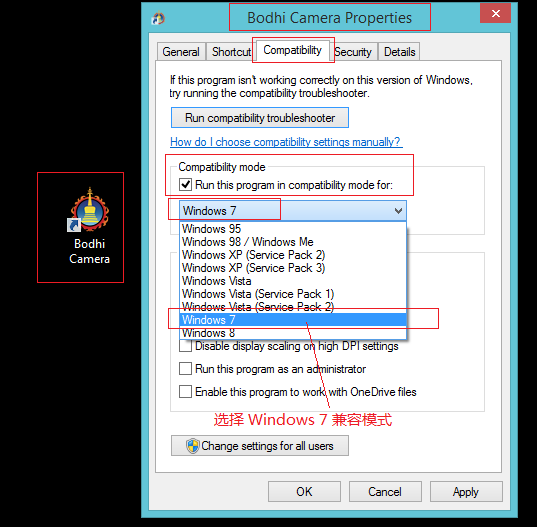 Bodhi Camera Properties
General
Shortcut
Compatibility
Security
Details
If this program isn't working correctly on this version of Windows,
try running the compatibility troubleshooter.
Run compatibility troubleshooter
How do I choose compatibility settings manually?
Compatibility mode
Run this program in compatibility mode for:
Windows 7
Windows 95
Windows 98 / Windows Me
Windows XP (Service Pack 2)
Windows XP (Service Pack 3)
Windows Vista
Windows Vista (Service Pack 1)
Windows Vista (Service Pack 2)
Windows 7
Windows 8
Disable display scaling on high DPI settings
Run this program as an administrator
Enable this program to work with OneDrive files
选择 Windows 7 兼容模式
Change settings for all users
OK
Cancel
Apply
Bodhi
Camera